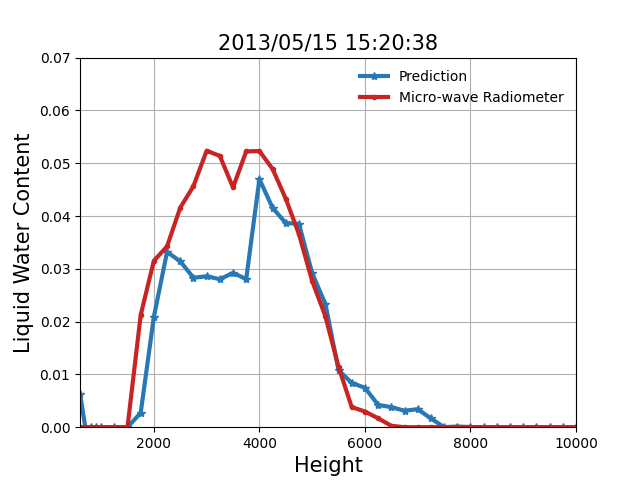 2013/05/15 15:20:38
0.07
0.06
0.05
0.04
0.03
0.02
0.01
0.00
Liquid Water Content
Prediction
Micro-wave Radiometer
2000 4000 6000 8000 10000
Height